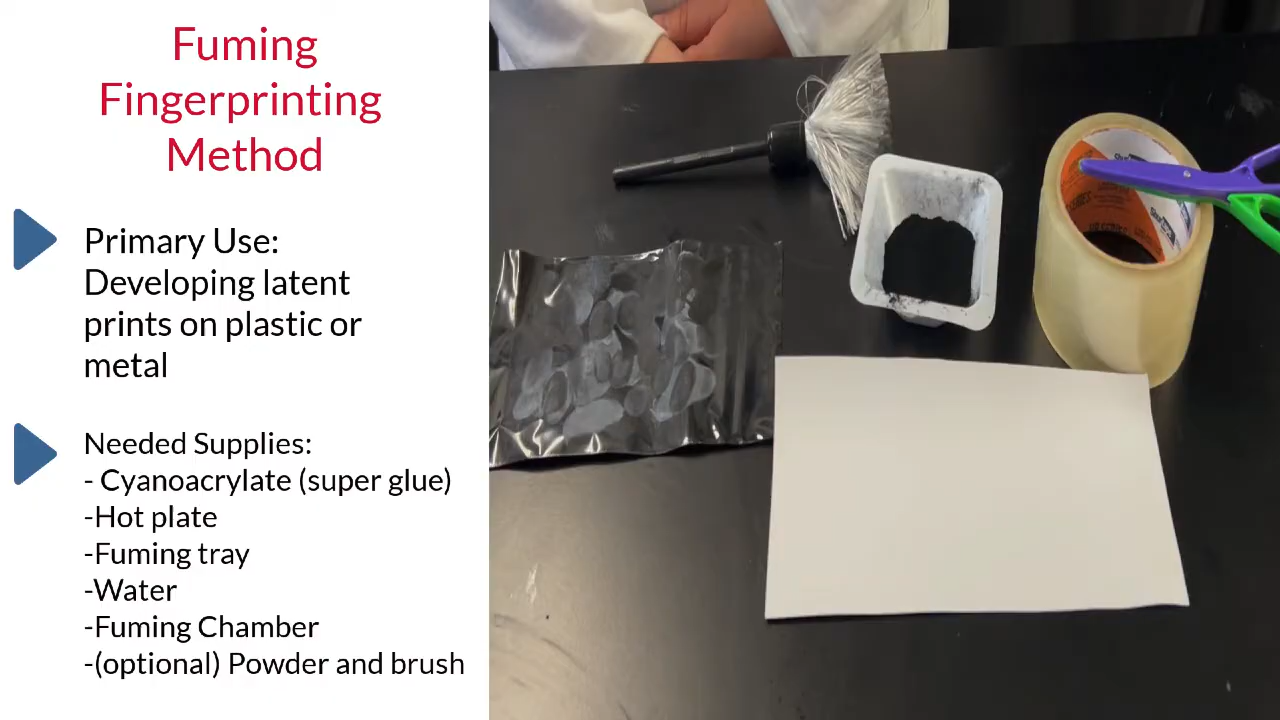 Fuming
Fingerprinting
Method
Primary Use:
Developing latent
prints on plastic or
metal
Needed Supplies:
- Cyanoacrylate (super glue)
-Hot plate
-Fuming tray
-Water
-Fuming Chamber
-(optional) Powder and brush